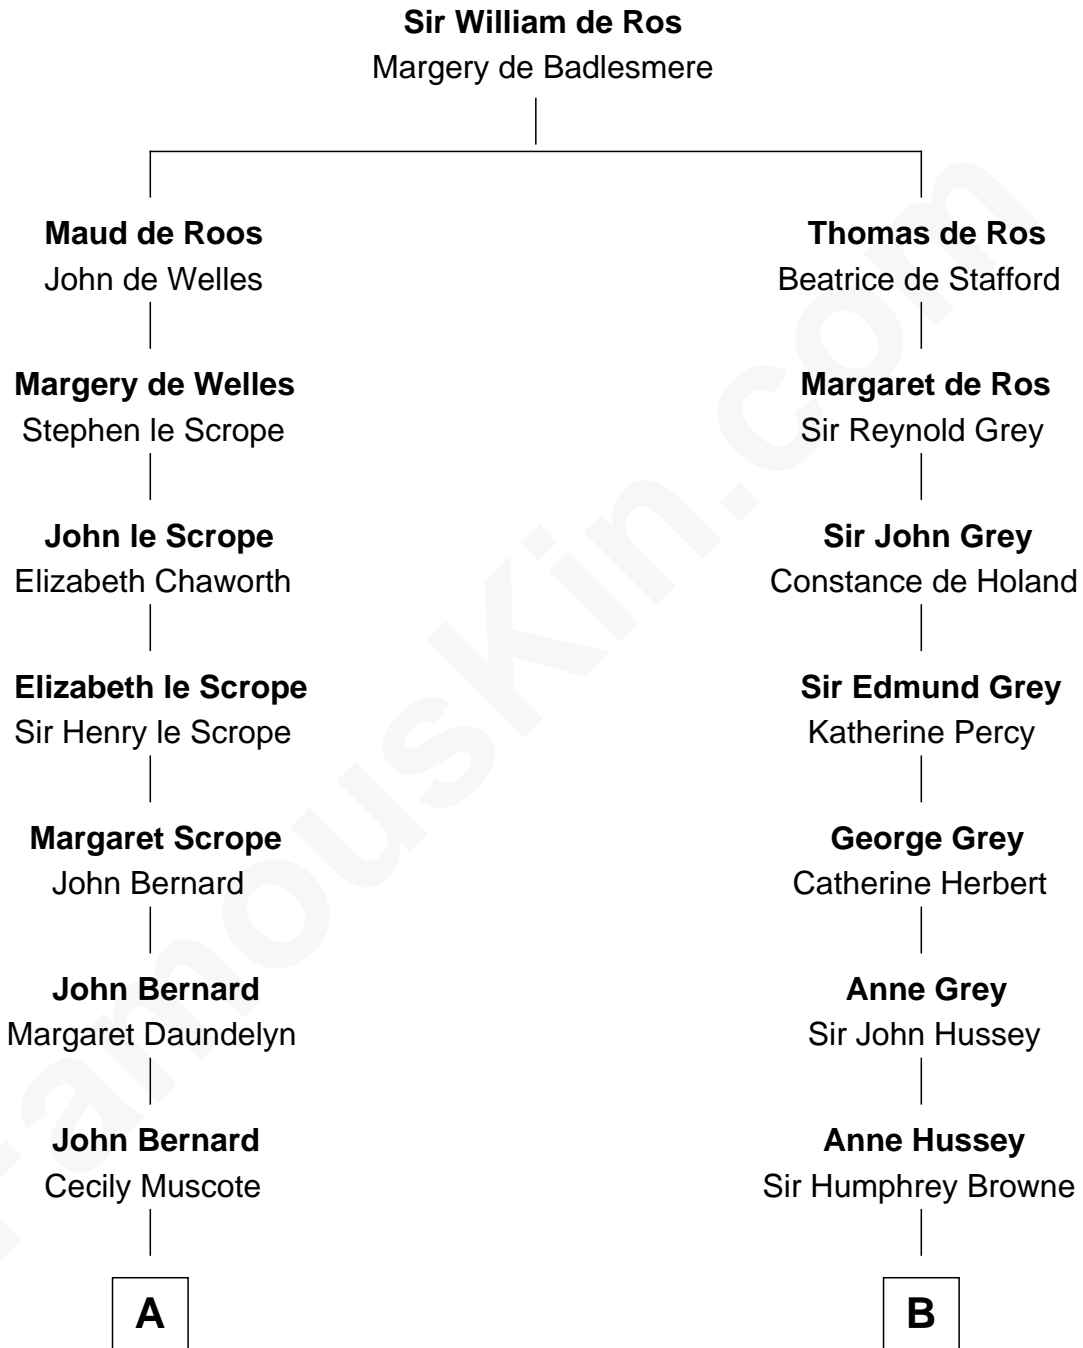 Sir William de Ros
Margery de Badlesmere
Maud de Roos
John de Welles
Thomas de Ros
Beatrice de Stafford
Margery de Welles
Stephen le Scrope
Margaret de Ros
Sir Reynold Grey
John le Scrope
Elizabeth Chaworth
Sir John Grey
Constance de Holand
Elizabeth le Scrope
Sir Henry le Scrope
Sir Edmund Grey
Katherine Percy
Margaret Scrope
John Bernard
George Grey
Catherine Herbert
John Bernard
Margaret Daundelyn
Anne Grey
Sir John Hussey
John Bernard
Cecily Muscote
Anne Hussey
Sir Humphrey Browne
A
B
FamousKin.com